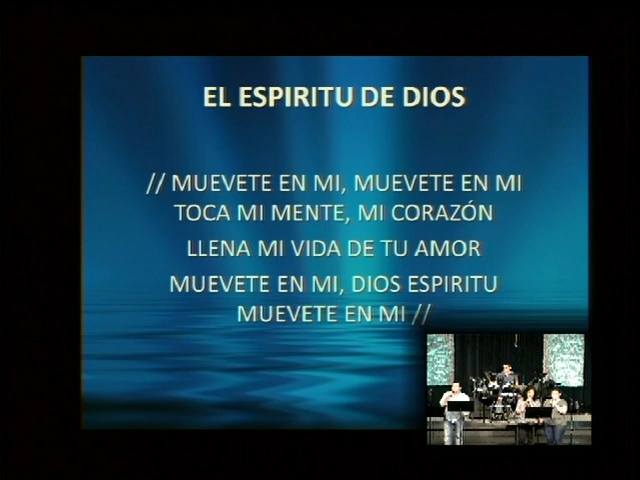 EL ESPIRITU DE DIOS
// MUEVETE EN MI, MUEVETE EN MI
TOCA MI MENTE, MI CORAZÓN
LLENA MI VIDA DE TU AMOR
MUEVETE EN MI, DIOS ESPIRITU
MUEVETE EN MI //